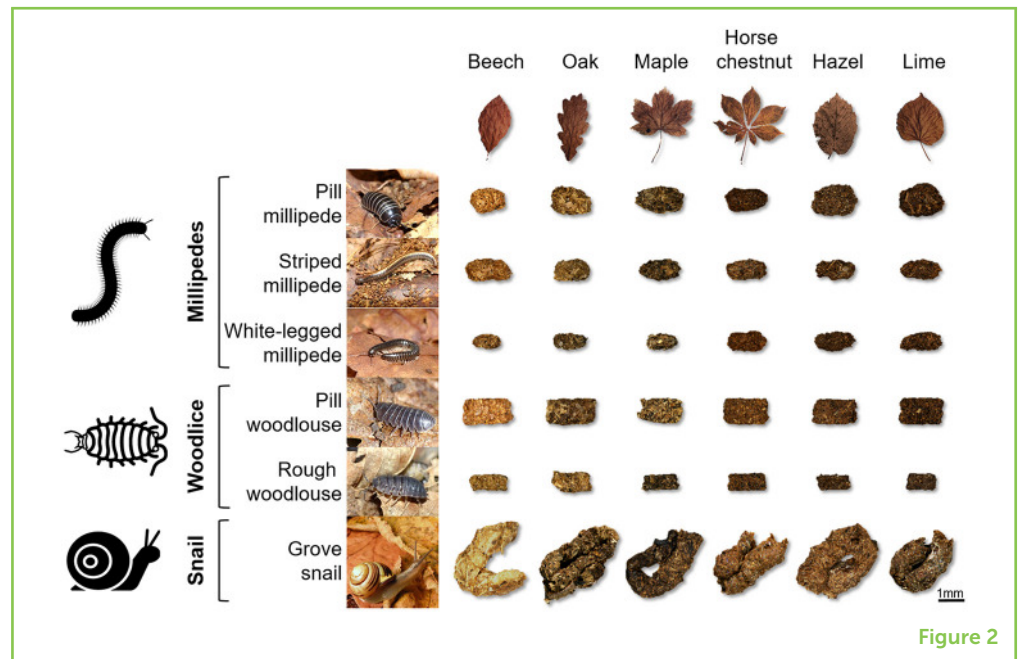 Beech
Oak
Maple
Horse
chestnut
Hazel
Lime
Millipedes
Pill
millipede
Striped
millipede
White-legged
millipede
Woodlice
Pill
woodlouse
Rough
woodlouse
Snail
Grove
snail
1mm
Figure 2